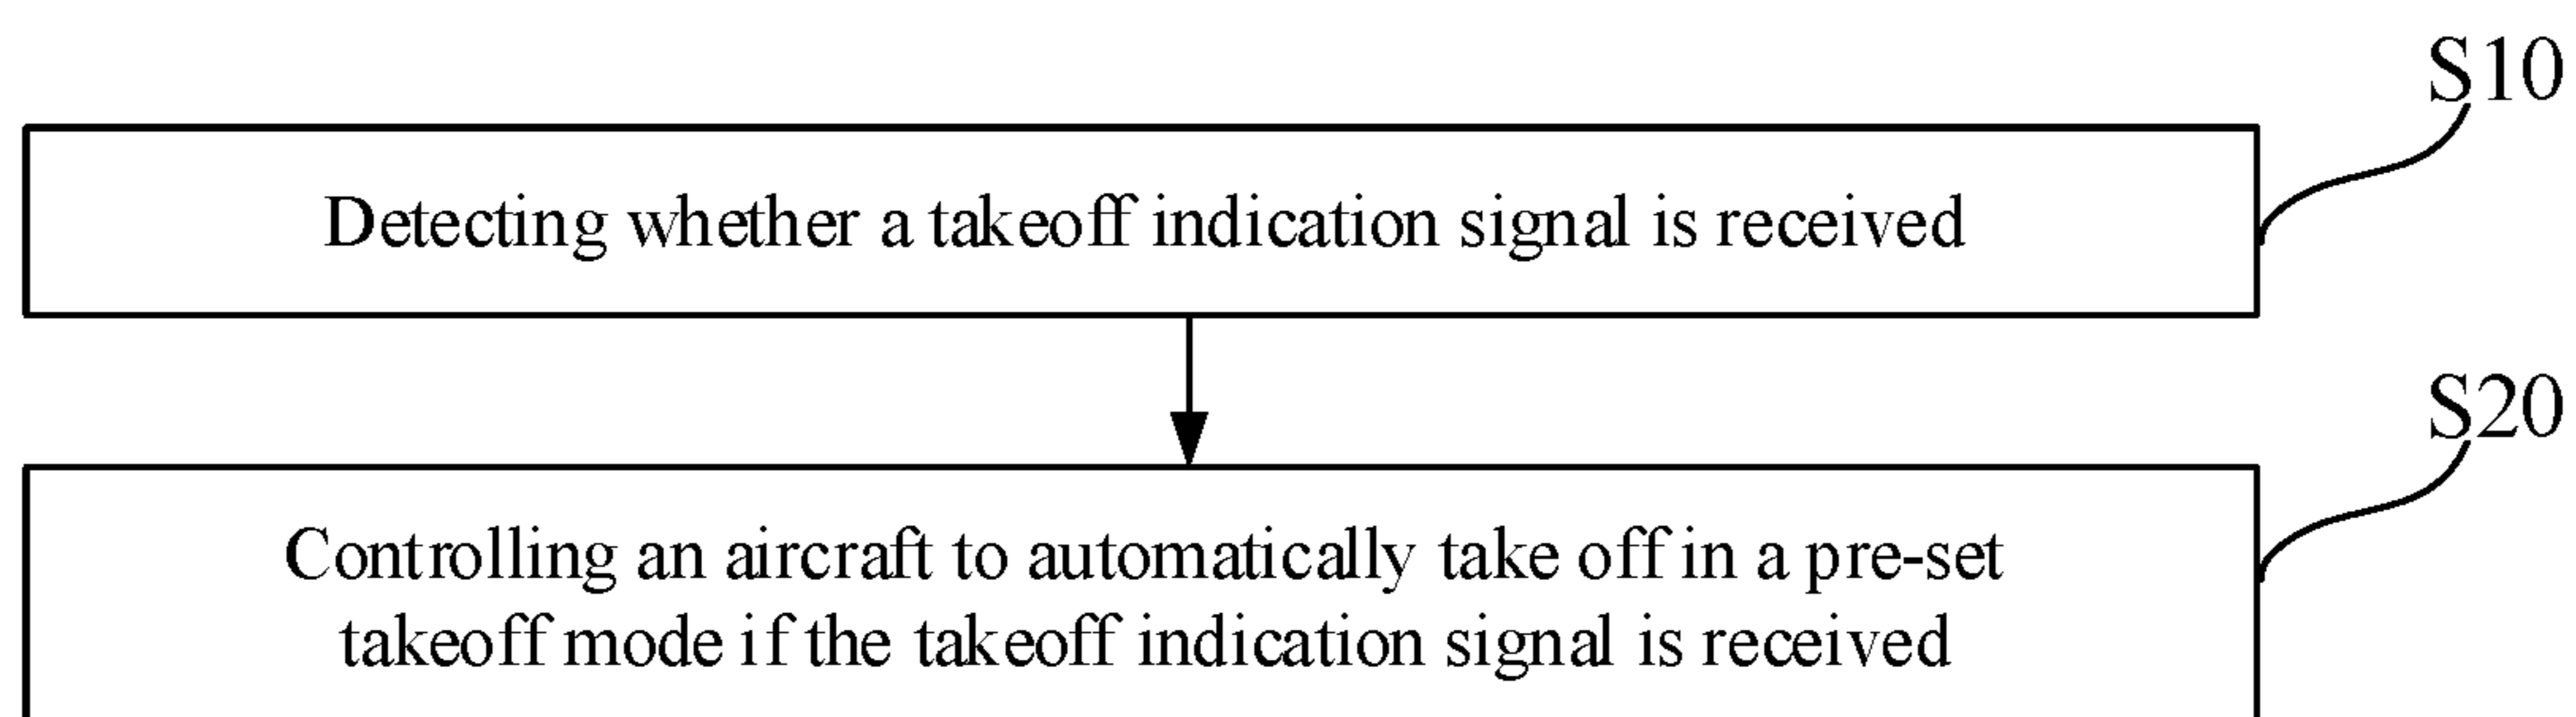 S10
Detecting whether a takeoff indication signal is received
S20
Controlling an aircraft to automatically take off in a pre-set
takeoff mode if the takeoff indication signal is received